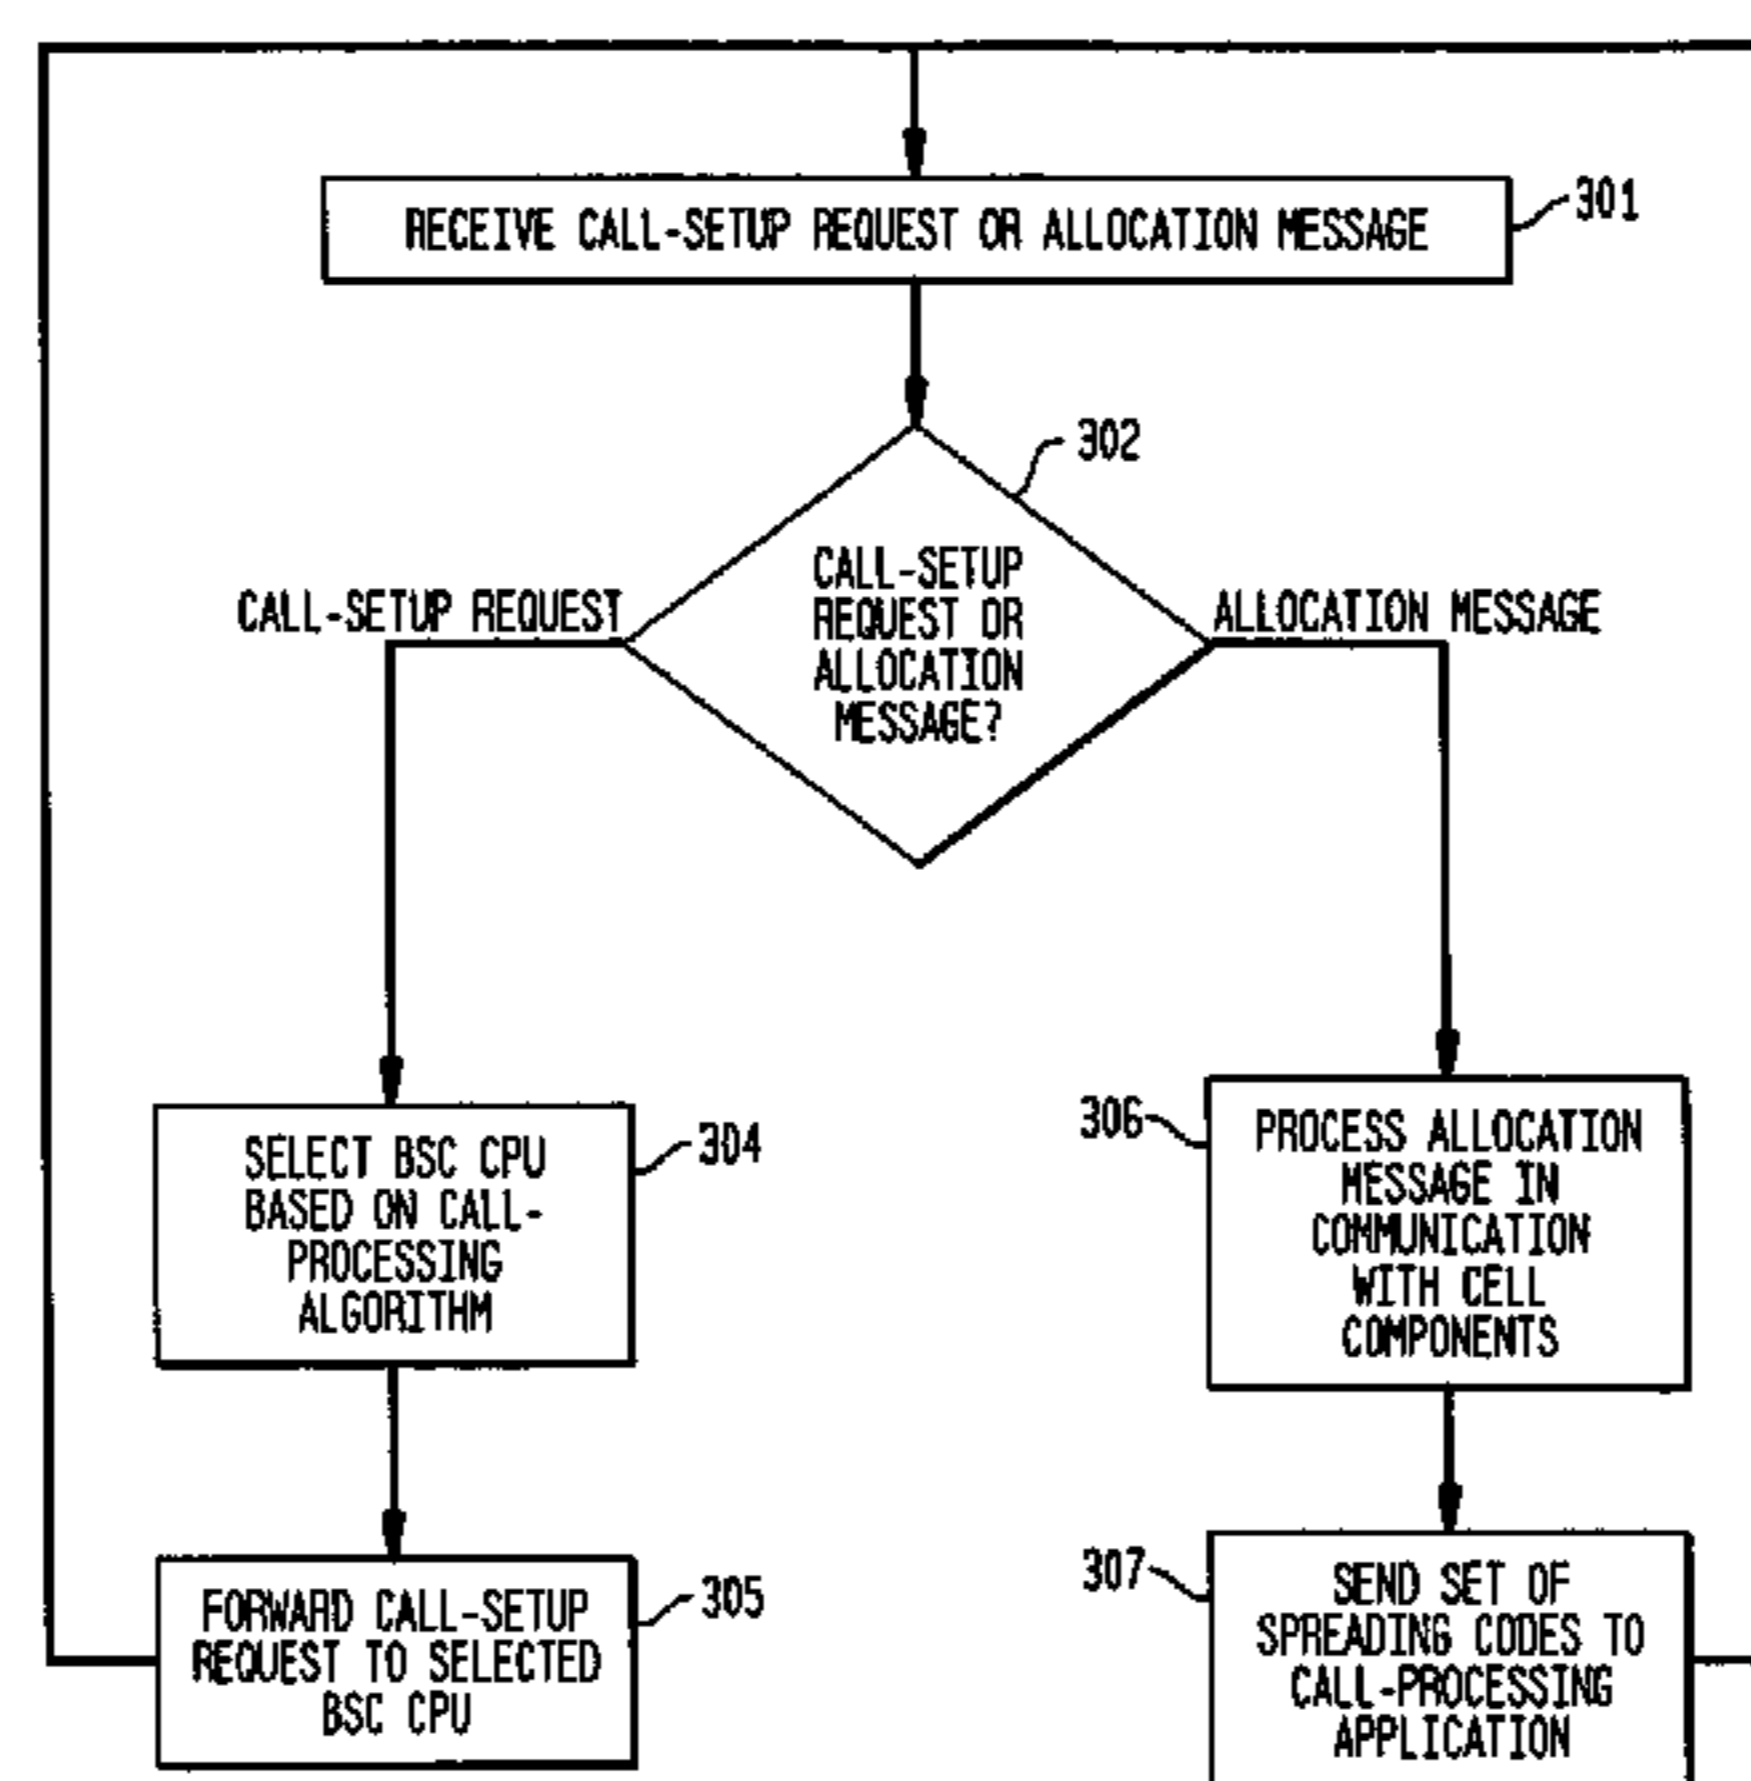 RECEIVE CALL-SETUP REQUEST OR ALLOCATION MESSAGE
301
302
CALL-SETUP
REQUEST OR
ALLOCATION
MESSAGE?
CALL-SETUP REQUEST
ALLOCATION MESSAGE
304
SELECT BSC CPU
BASED ON CALL-
PROCESSING
ALGORITHM
306
PROCESS ALLOCATION
MESSAGE IN
COMMUNICATION
WITH CELL
COMPONENTS
305
FORWARD CALL-SETUP
REQUEST TO SELECTED
BSC CPU
307
SEND SET OF
SPREADING CODES TO
CALL-PROCESSING
APPLICATION